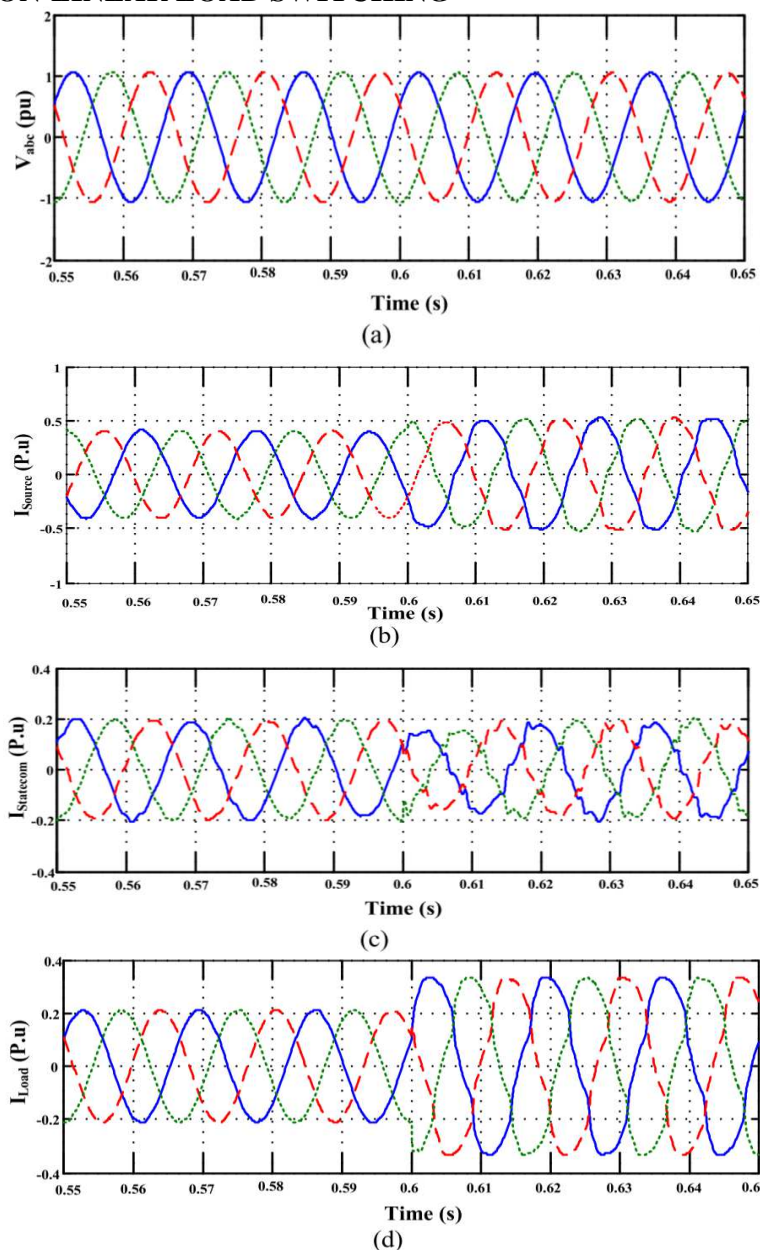 ON LINEAR LOAD SWITCHING
2
1
0
-1
-2
V_abc (pu)
0.55 0.56 0.57 0.58 0.59 0.6 0.61 0.62 0.63 0.64 0.65
Time (s)
(a)
1
0.5
0
-0.5
-1
I_Source (P.u)
0.55 0.56 0.57 0.58 0.59 0.6 0.61 0.62 0.63 0.64 0.65
Time (s)
(b)
0.4
0.2
0
-0.2
-0.4
I_Statecom (P.u)
0.55 0.56 0.57 0.58 0.59 0.6 0.61 0.62 0.63 0.64 0.65
Time (s)
(c)
0.4
0.2
0
-0.2
-0.4
I_Load (P.u)
0.55 0.56 0.57 0.58 0.59 0.6 0.61 0.62 0.63 0.64 0.65
Time (s)
(d)